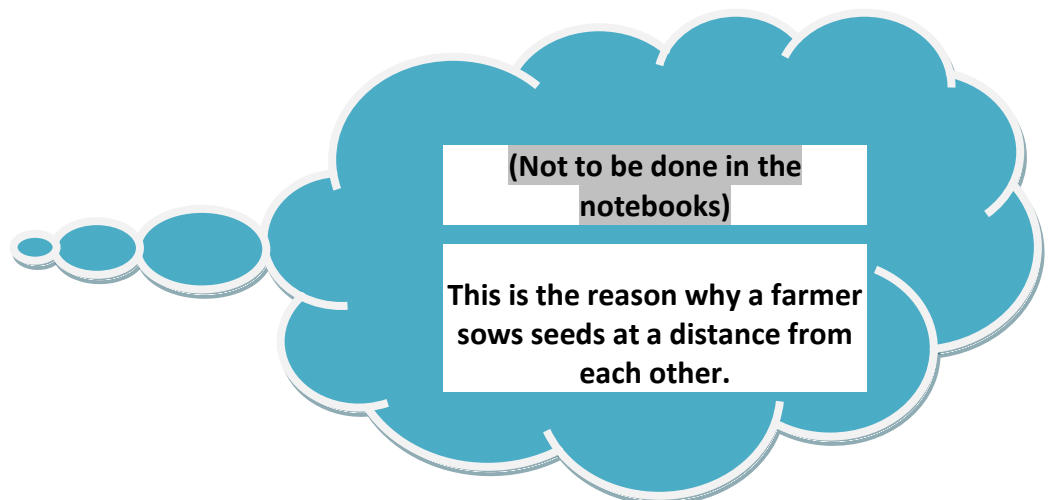 (Not to be done in the
notebooks)
This is the reason why a farmer
sows seeds at a distance from
each other.